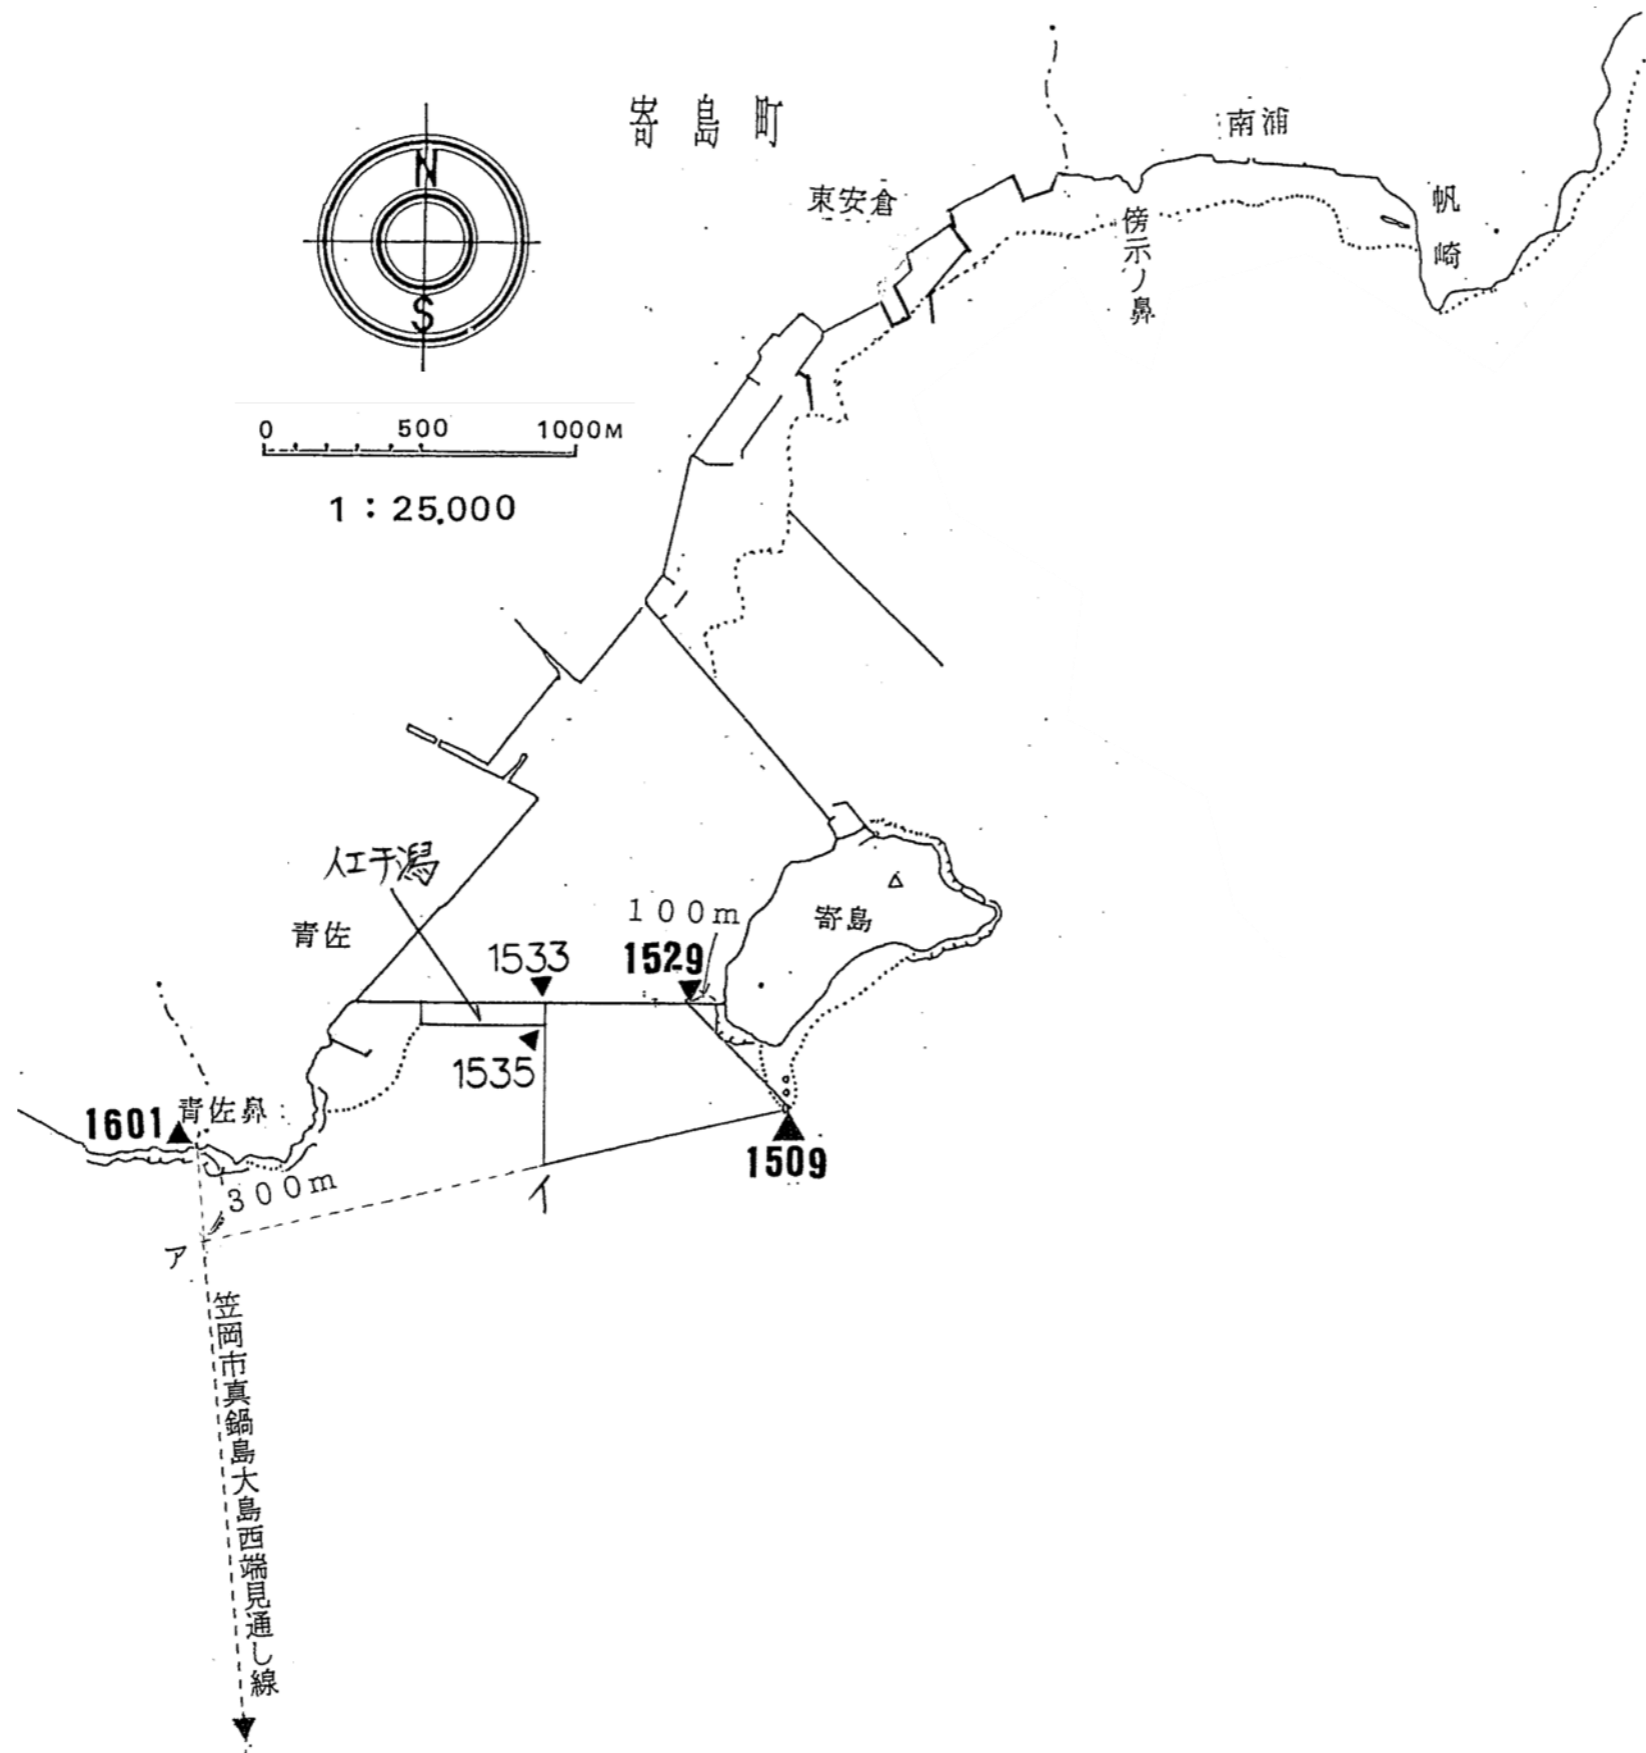 寄島町
南浦
N
東安倉
帆崎
傍示ノ鼻
S
0 500 1000M
1：25,000
人工干潟
100m
寄島
青佐
1533
1529
1535
1601
青佐鼻
1509
300m
イ
ア
笠岡市真鍋島大島西端見通し線